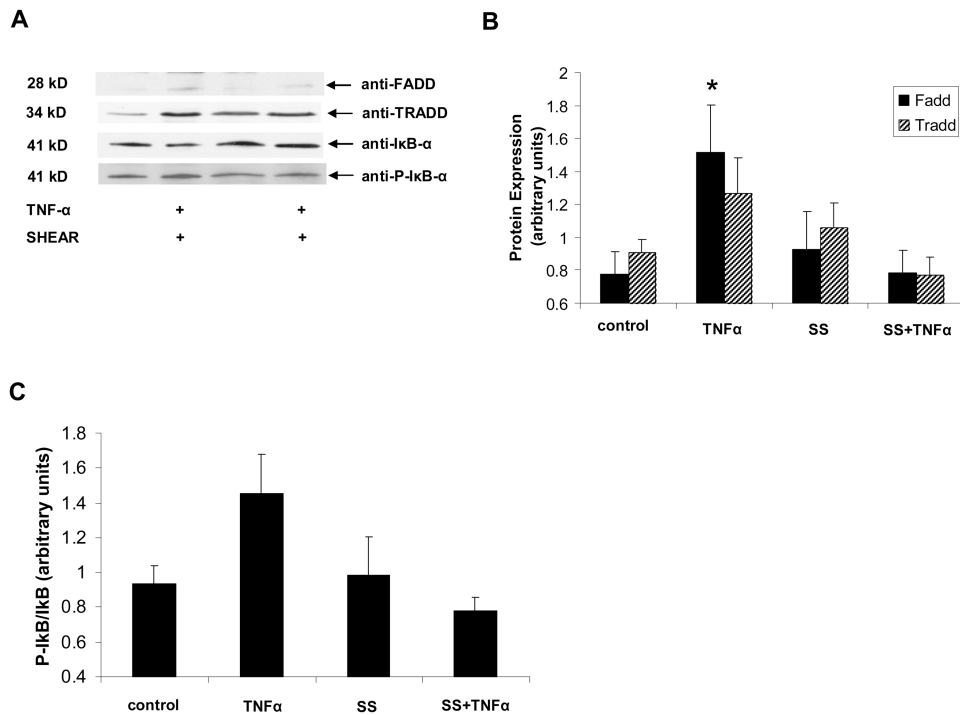 A
28 kD
anti-FADD
34 kD
anti-TRADD
41 kD
anti-IκB-α
41 kD
anti-P-IκB-α
TNF-α + +
SHEAR + +
B
Protein Expression
(arbitrary units)
2
1.8
1.6
1.4
1.2
1
0.8
0.6
*
Fadd
Tradd
control TNFα SS SS+TNFα
C
P-IkB/IkB (arbitrary units)
1.8
1.6
1.4
1.2
1
0.8
0.6
0.4
control TNFα SS SS+TNFα